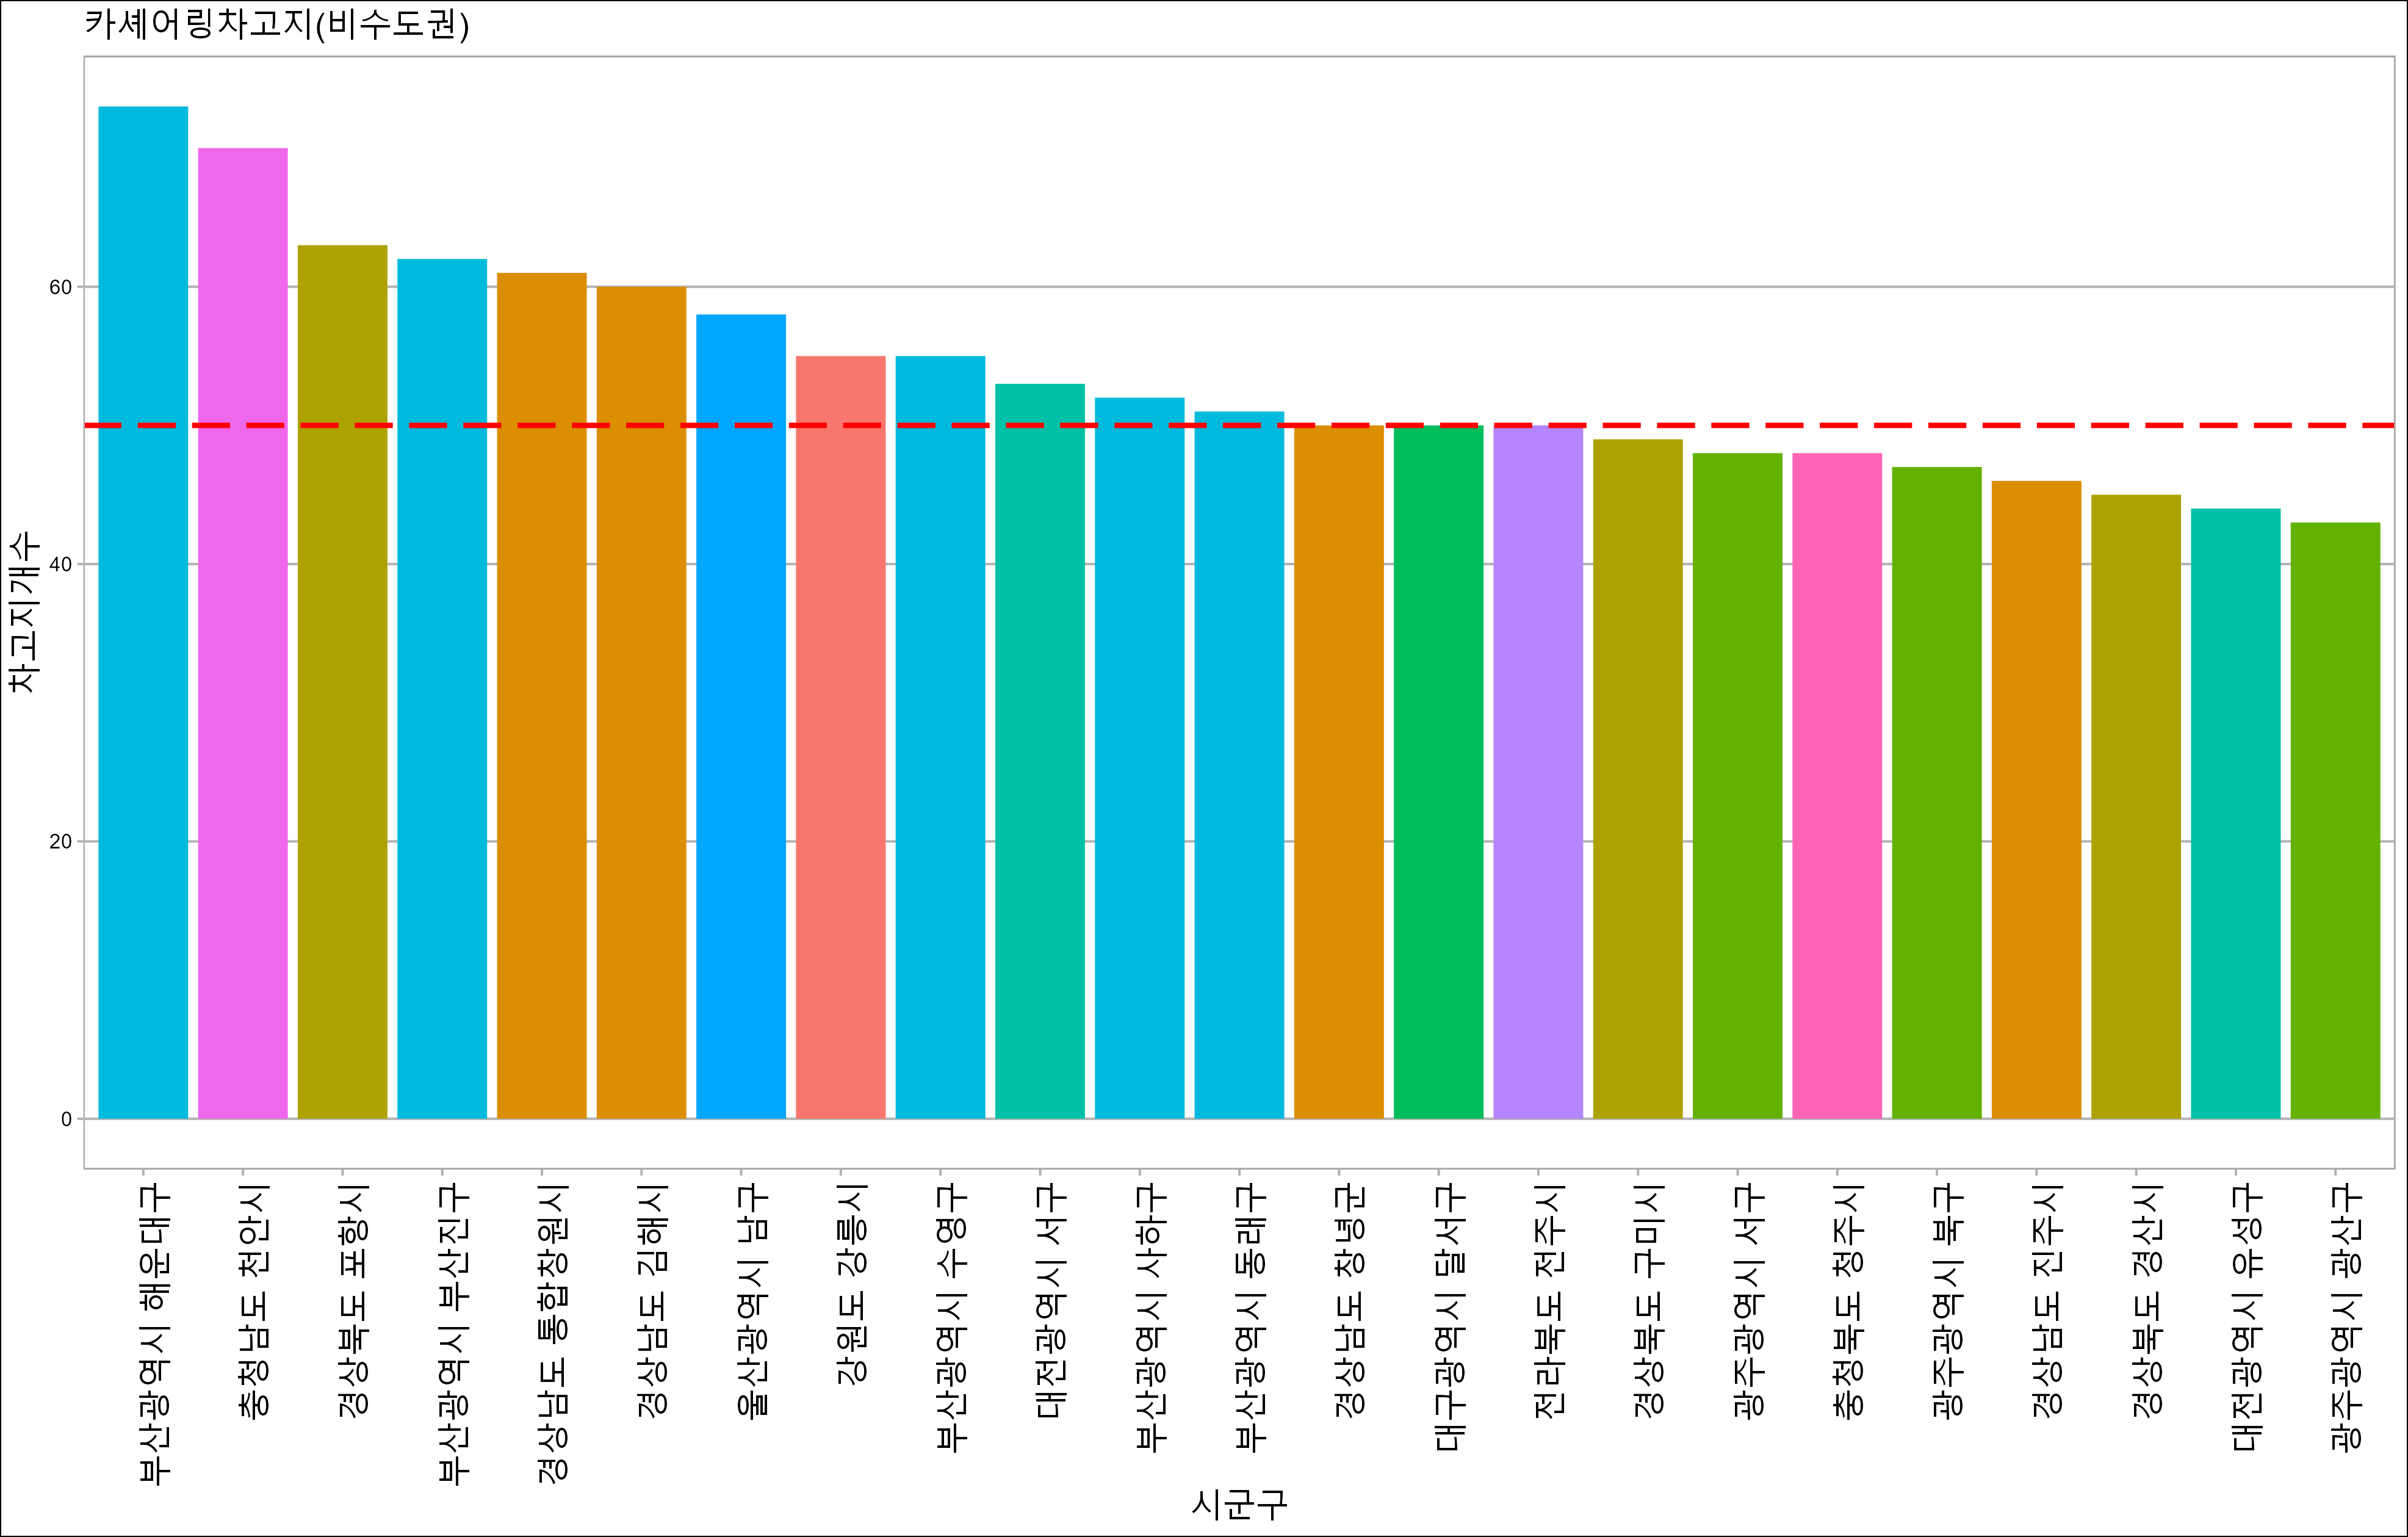 카셰어링차고지(비수도권)
차고지개수
60
40
20
0
부산광역시 해운대구
충청남도 천안시
경상북도 포항시
부산광역시 부산진구
경상남도 통합창원시
경상남도 김해시
울산광역시 남구
강원도 강릉시
부산광역시 수영구
대전광역시 서구
부산광역시 사하구
부산광역시 동래구
경상남도 창녕군
대구광역시 달서구
전라북도 전주시
경상북도 구미시
광주광역시 서구
충청북도 청주시
광주광역시 북구
경상남도 진주시
경상북도 경산시
대전광역시 유성구
광주광역시 광산구
시군구